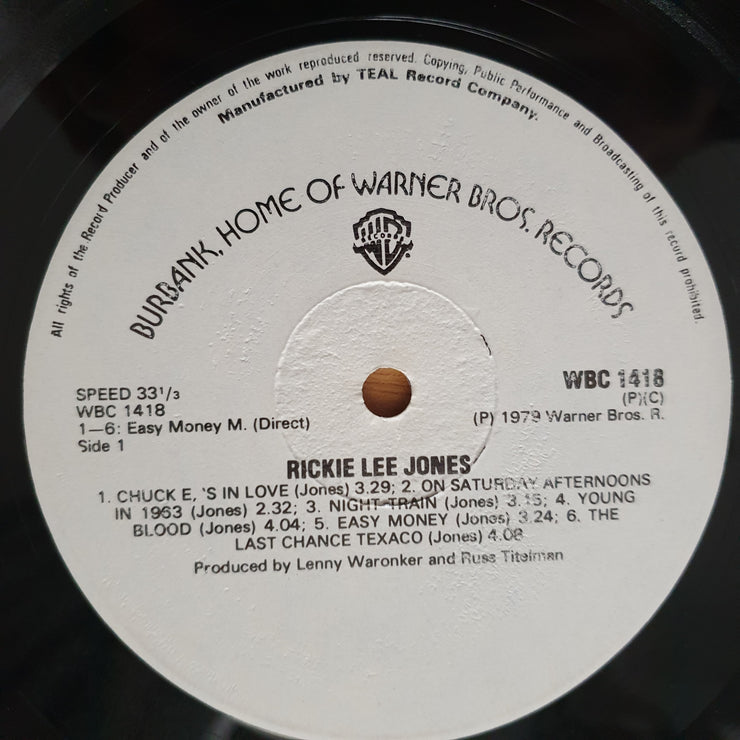 All rights of the Record Producer and of the owner of the work reproduced reserved. Copying, Public Performance and Broadcasting of this record prohibited.
Manufactured by TEAL Record Company.
BURBANK, HOME OF WARNER BROS. RECORDS
RECORDS
SPEED 33 1/3
WBC 1418
1—6: Easy Money M. (Direct)
Side 1
WBC 1418
(P)(C)
(P) 1979 Warner Bros. R.
RICKIE LEE JONES
1. CHUCK E, 'S IN LOVE (Jones) 3.29; 2. ON SATURDAY AFTERNOONS
IN 1963 (Jones) 2.32; 3. NIGHT TRAIN (Jones) 3.15; 4. YOUNG
BLOOD (Jones) 4.04; 5. EASY MONEY (Jones) 3.24; 6. THE
LAST CHANCE TEXACO (Jones) 4.08
Produced by Lenny Waronker and Russ Titelman